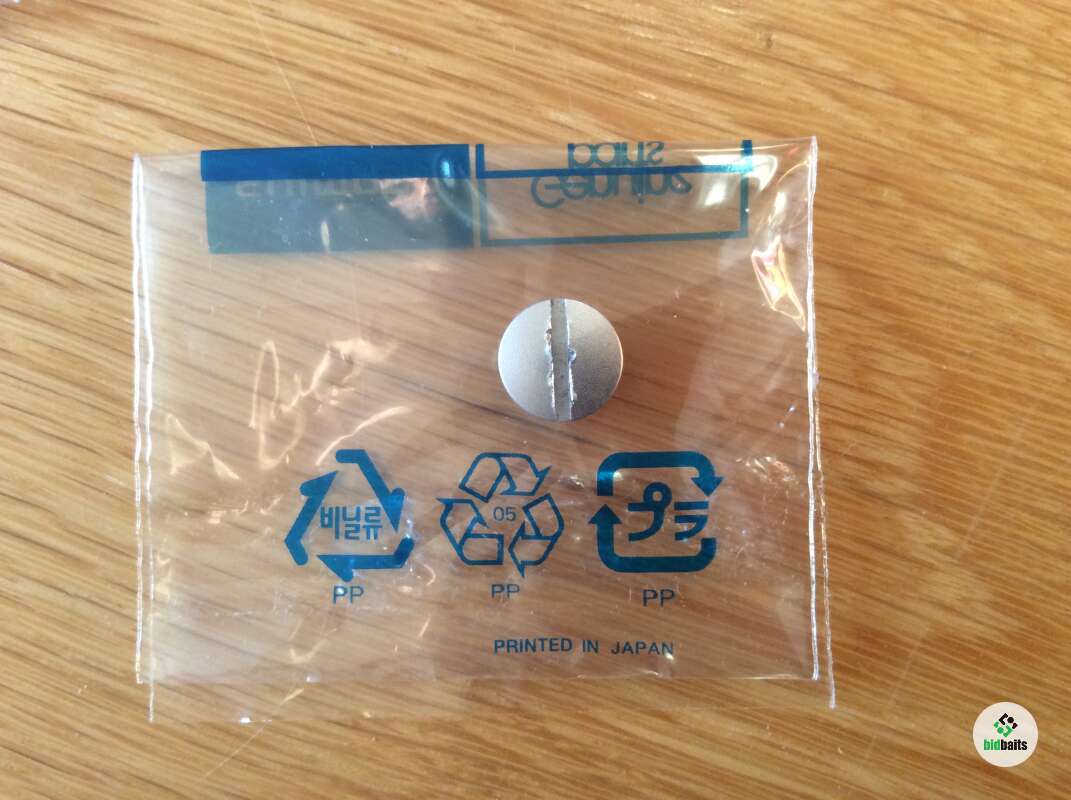 비닐류
PP
05
PP
プラ
PP
PRINTED IN JAPAN
bidbaits